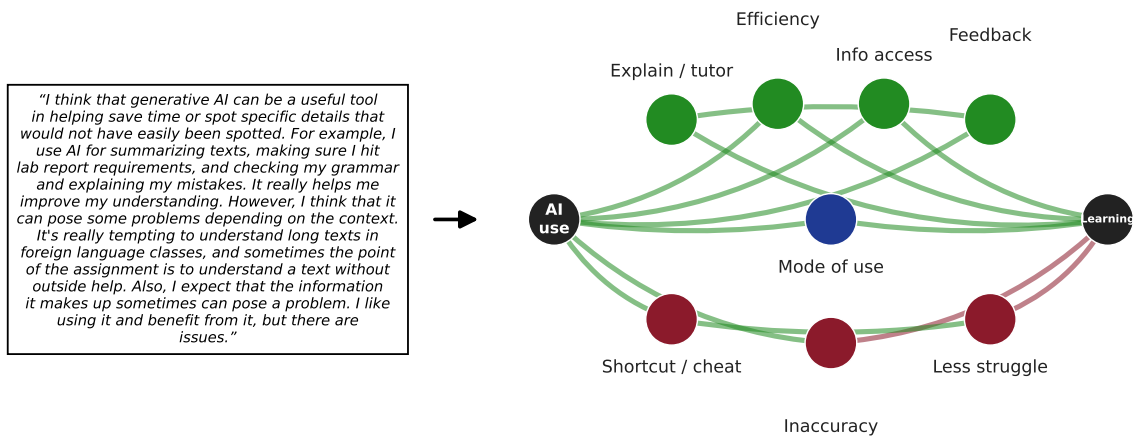 “I think that generative AI can be a useful tool
in helping save time or spot specific details that
would not have easily been spotted. For example, I
use AI for summarizing texts, making sure I hit
lab report requirements, and checking my grammar
and explaining my mistakes. It really helps me
improve my understanding. However, I think that it
can pose some problems depending on the context.
It's really tempting to understand long texts in
foreign language classes, and sometimes the point
of the assignment is to understand a text without
outside help. Also, I expect that the information
it makes up sometimes can pose a problem. I like
using it and benefit from it, but there are
issues.”
Efficiency
Feedback
Info access
Explain / tutor
AI
use
Learning
Mode of use
Shortcut / cheat
Less struggle
Inaccuracy